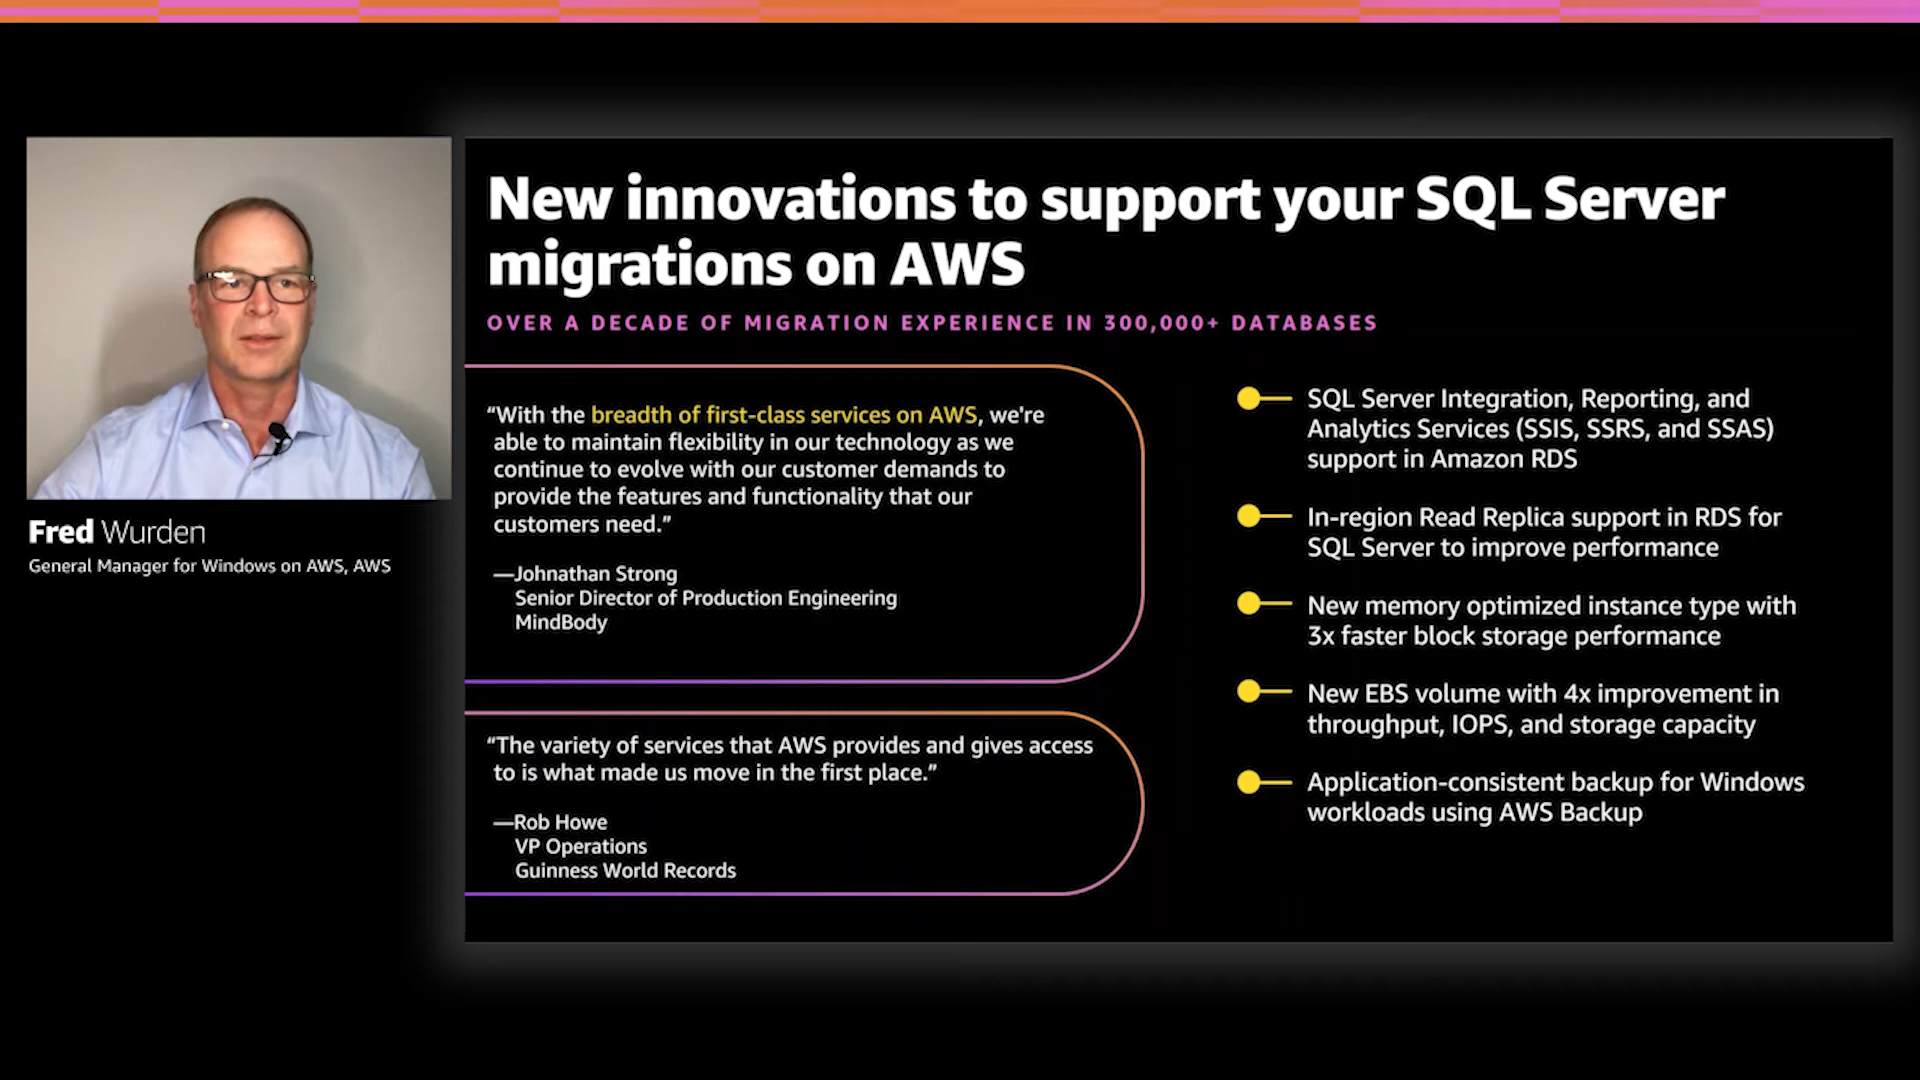 Fred Wurden
General Manager for Windows on AWS, AWS
New innovations to support your SQL Server
migrations on AWS
OVER A DECADE OF MIGRATION EXPERIENCE IN 300,000+ DATABASES
“With the breadth of first-class services on AWS, we're
able to maintain flexibility in our technology as we
continue to evolve with our customer demands to
provide the features and functionality that our
customers need.”
—Johnathan Strong
Senior Director of Production Engineering
MindBody
“The variety of services that AWS provides and gives access
to is what made us move in the first place.”
—Rob Howe
VP Operations
Guinness World Records
SQL Server Integration, Reporting, and
Analytics Services (SSIS, SSRS, and SSAS)
support in Amazon RDS
In-region Read Replica support in RDS for
SQL Server to improve performance
New memory optimized instance type with
3x faster block storage performance
New EBS volume with 4x improvement in
throughput, IOPS, and storage capacity
Application-consistent backup for Windows
workloads using AWS Backup